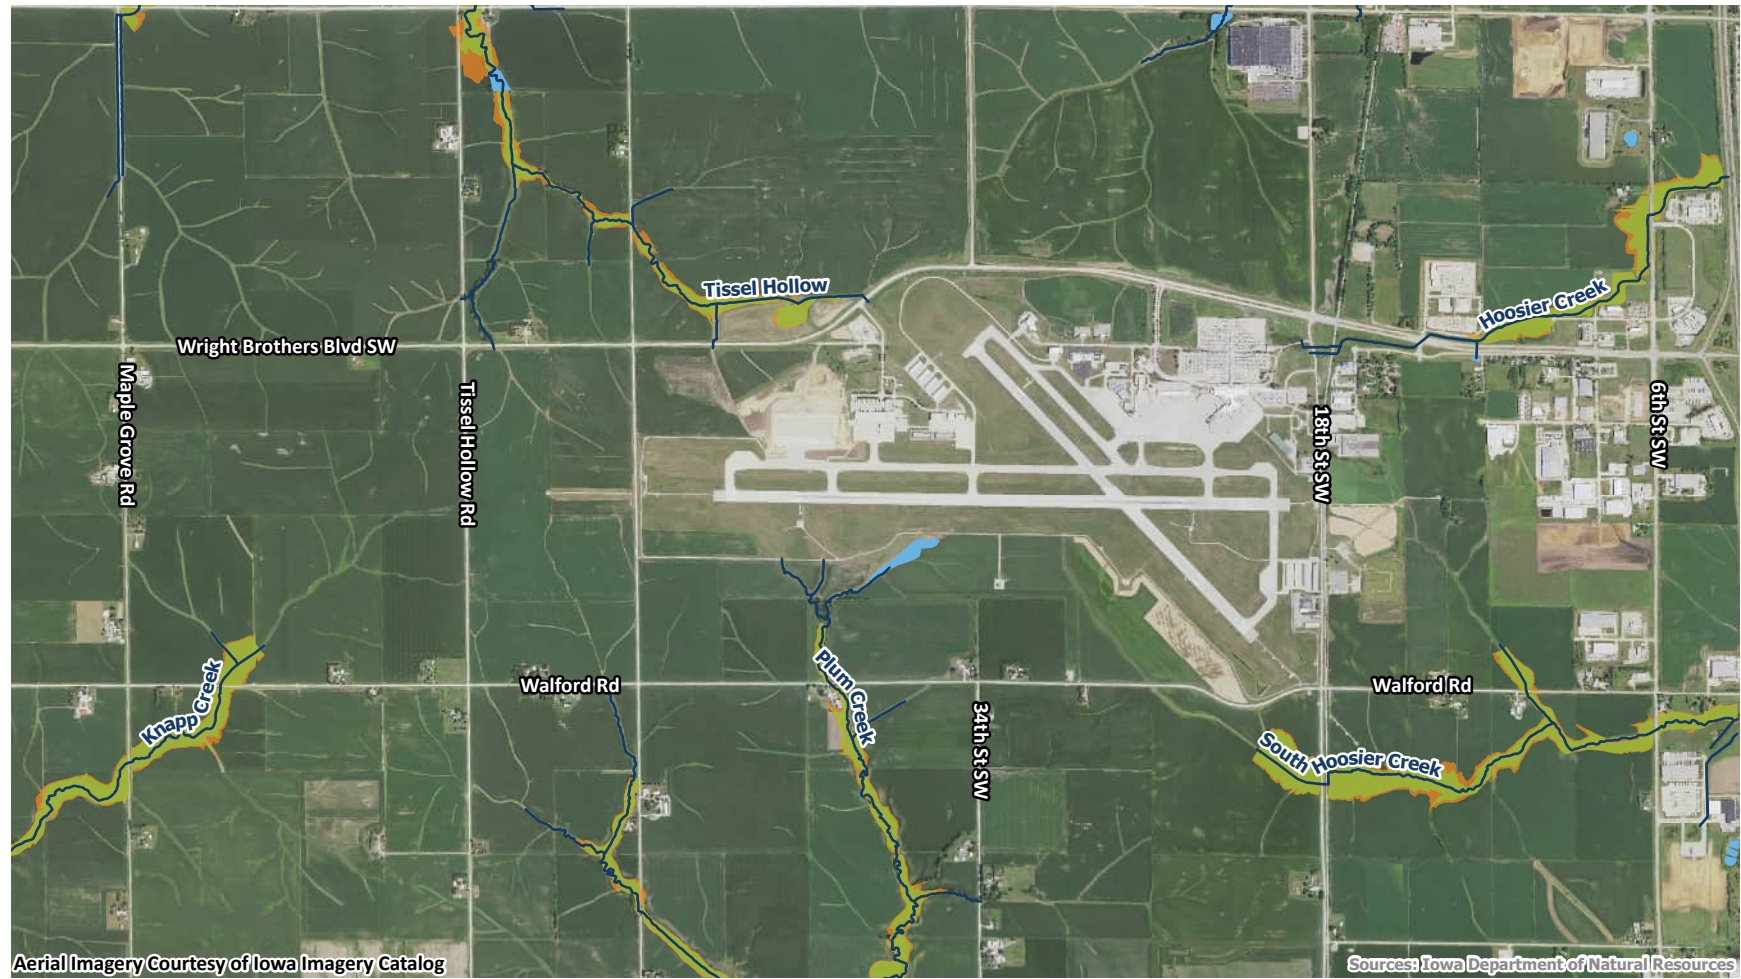 Tissel Hollow
Hoosier Creek
Wright Brothers Blvd SW
Maple Grove Rd
Tissel Hollow Rd
18th St SW
6th St SW
Knapp Creek
Walford Rd
Plum Creek
34th St SW
Walford Rd
South Hoosier Creek
Aerial Imagery Courtesy of Iowa Imagery Catalog
Sources: Iowa Department of Natural Resources